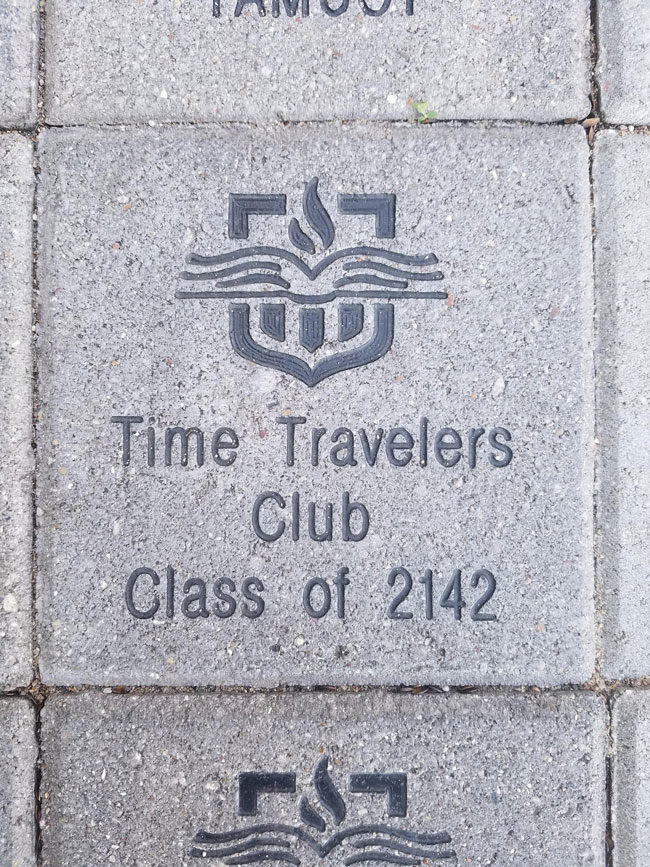 Time Travelers
Club
Class of 2142